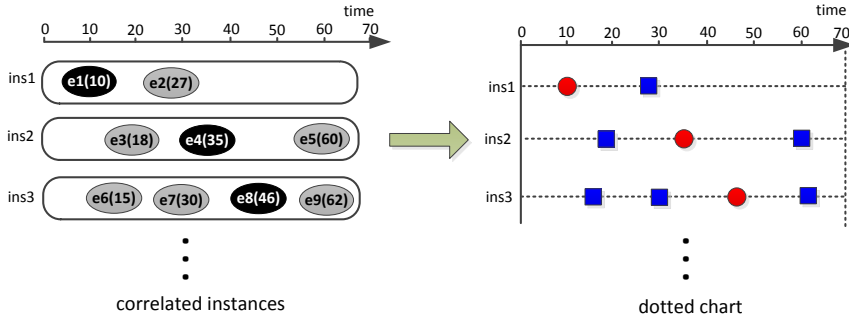 time
0 10 20 30 40 50 60 70
ins1 e1(10) e2(27)
ins2 e3(18) e4(35) e5(60)
ins3 e6(15) e7(30) e8(46) e9(62)
correlated instances
time
0 10 20 30 40 50 60 70
ins1
ins2
ins3
dotted chart